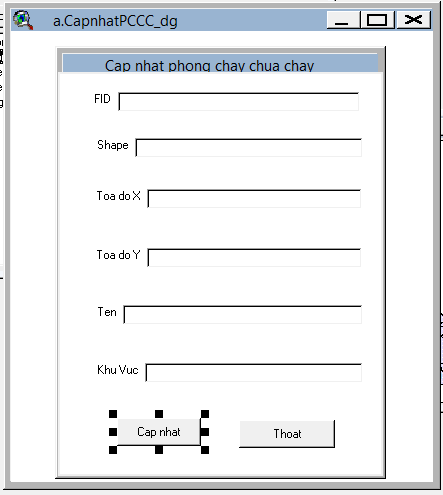 a.CapnhatPCCC_dg
Cap nhat phong chay chua chay
FID
Shape
Toa do X
Toa do Y
Ten
Khu Vuc
Cap nhat
Thoat